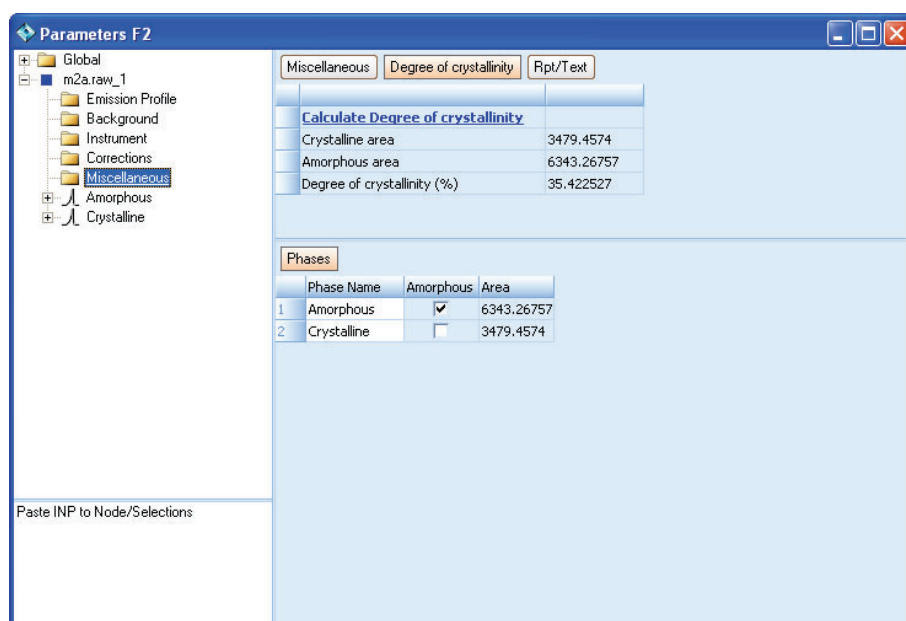 Parameters F2
Global
m2a.raw_1
Emission Profile
Background
Instrument
Corrections
Miscellaneous
Amorphous
Crystalline
Paste INP to Node/Selections
Miscellaneous Degree of crystallinity Rpt/Text
Calculate Degree of crystallinity
Crystalline area 3479.4574
Amorphous area 6343.26757
Degree of crystallinity (%) 35.422527
Phases
Phase Name Amorphous Area
1 Amorphous 6343.26757
2 Crystalline 3479.4574